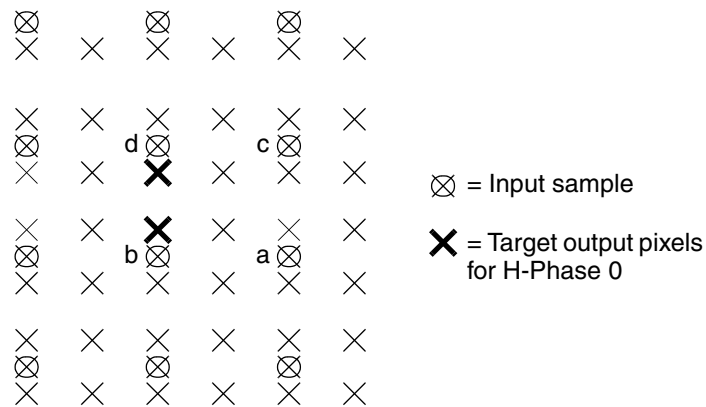 d
c
= Input sample
b
a
= Target output pixels
for H-Phase 0